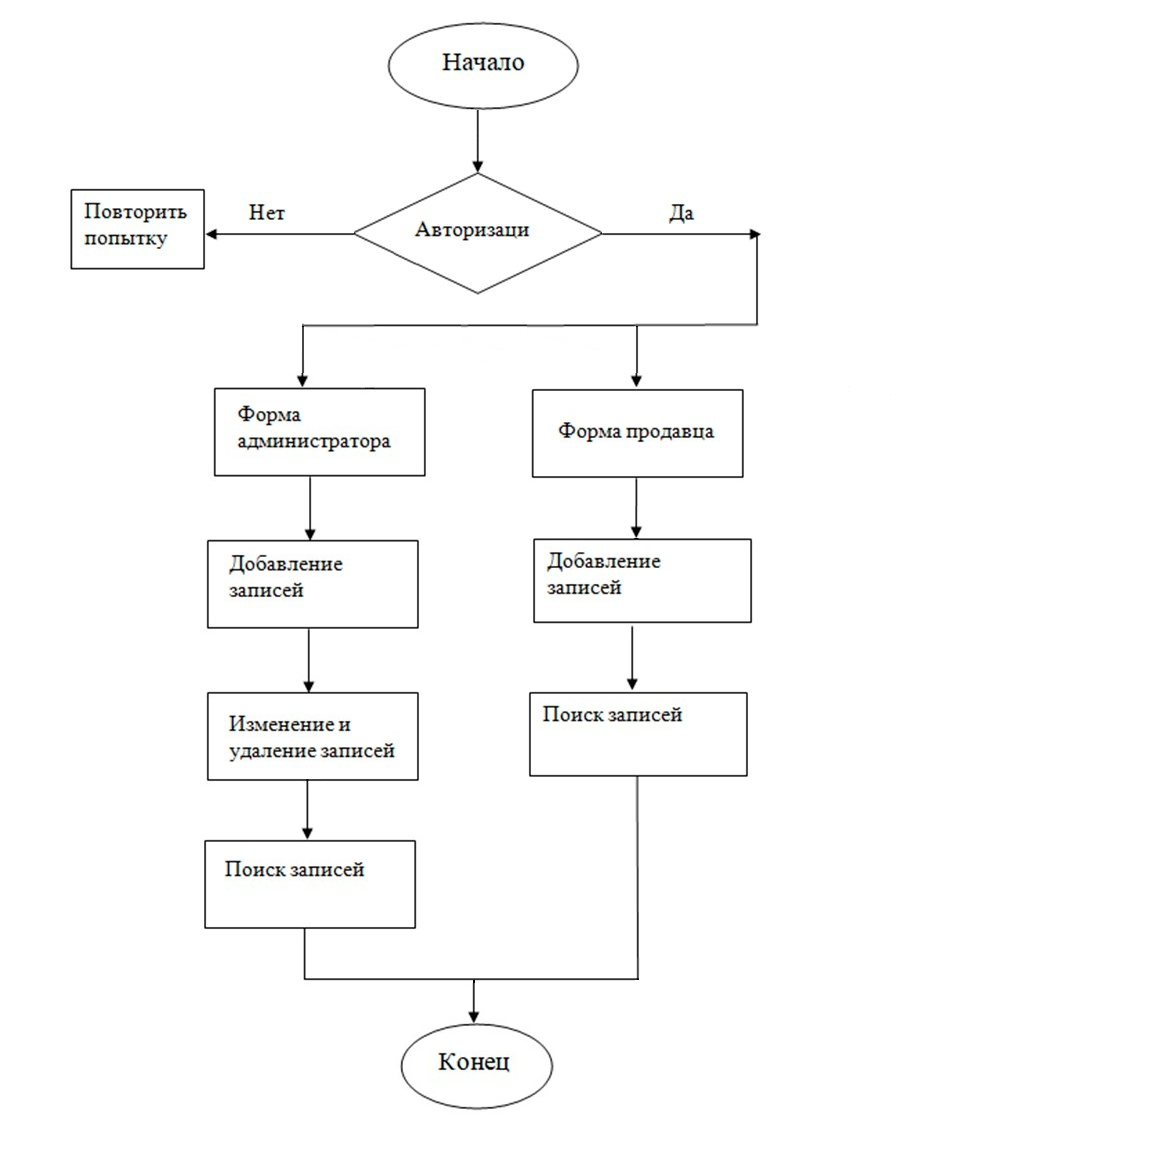 Начало
Повторить
попытку
Нет
Авторизаци
Да
Форма
администратора
Форма продавца
Добавление
записей
Добавление
записей
Изменение и
удаление записей
Поиск записей
Поиск записей
Конец